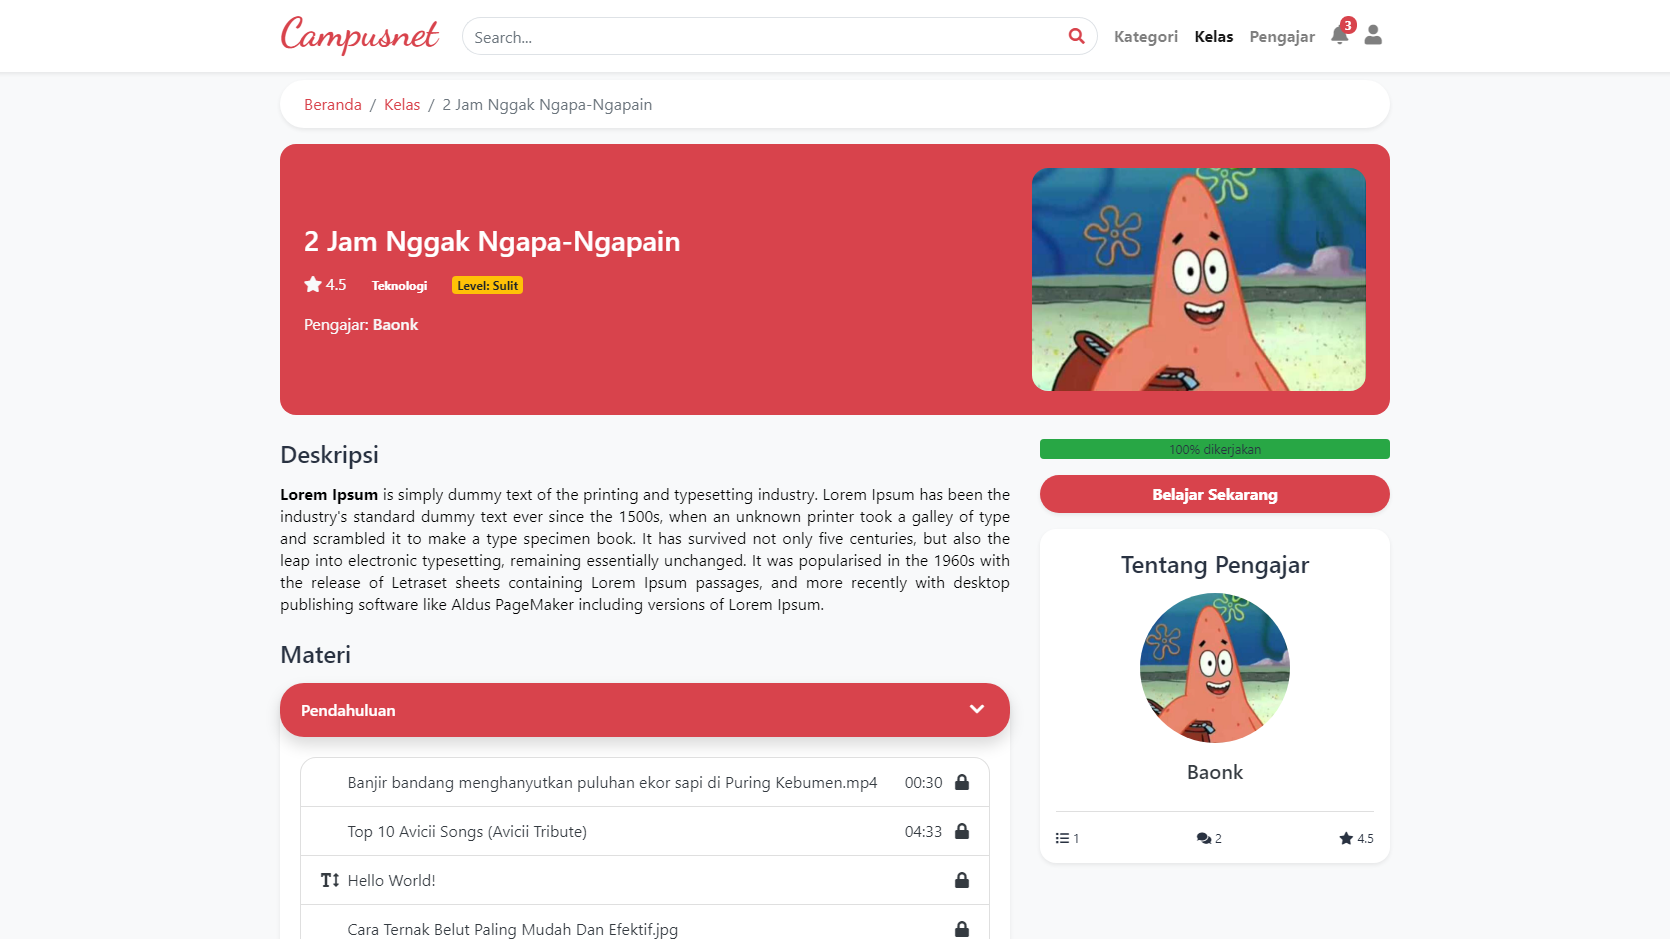 Campusnet
Search...
Kategori
Kelas
Pengajar
3
Beranda / Kelas / 2 Jam Nggak Ngapa-Ngapain
2 Jam Nggak Ngapa-Ngapain
4.5 Teknologi Level: Sulit
Pengajar: Baonk
Deskripsi
Lorem Ipsum is simply dummy text of the printing and typesetting industry. Lorem Ipsum has been the
industry's standard dummy text ever since the 1500s, when an unknown printer took a galley of type
and scrambled it to make a type specimen book. It has survived not only five centuries, but also the
leap into electronic typesetting, remaining essentially unchanged. It was popularised in the 1960s with
the release of Letraset sheets containing Lorem Ipsum passages, and more recently with desktop
publishing software like Aldus PageMaker including versions of Lorem Ipsum.
Materi
Pendahuluan
Banjir bandang menghanyutkan puluhan ekor sapi di Puring Kebumen.mp4 00:30
Top 10 Avicii Songs (Avicii Tribute) 04:33
Hello World!
Cara Ternak Belut Paling Mudah Dan Efektif.jpg
100% dikerjakan
Belajar Sekarang
Tentang Pengajar
Baonk
1 2 4.5